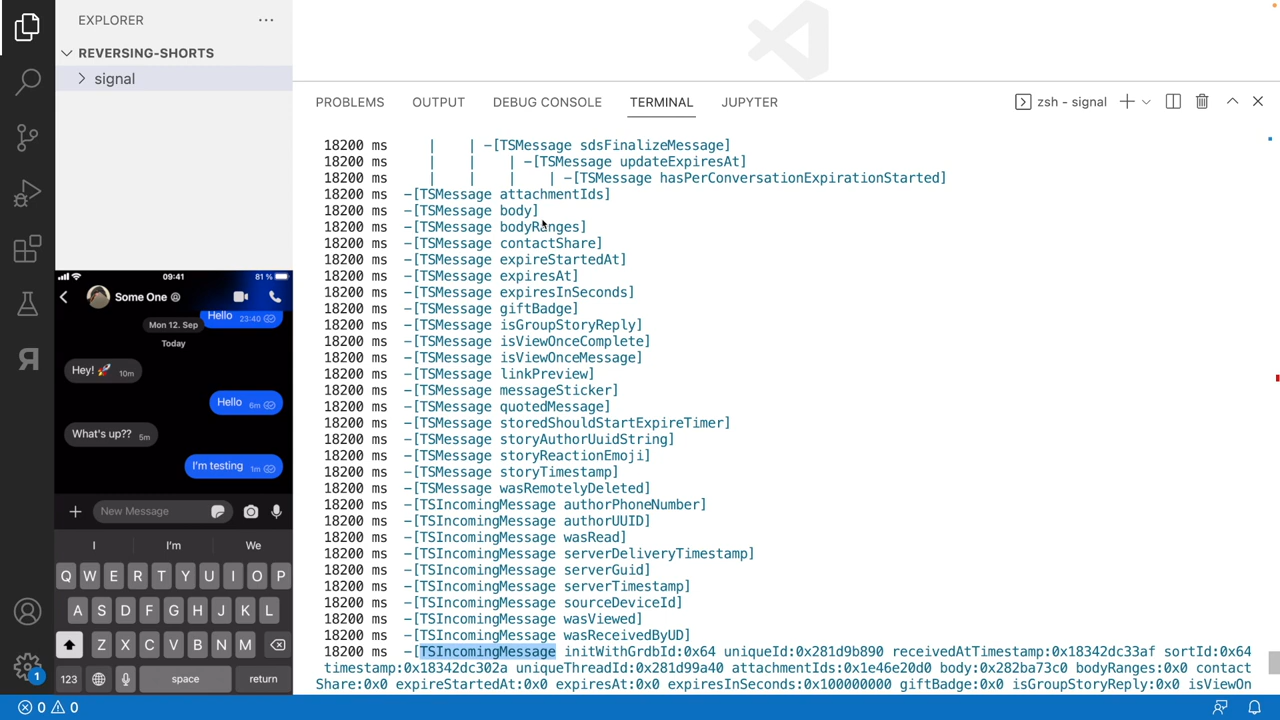 EXPLORER
REVERSING-SHORTS
signal
PROBLEMS OUTPUT DEBUG CONSOLE TERMINAL JUPYTER
zsh - signal
18200 ms | | -[TSMessage sdsFinalizeMessage]
18200 ms | | | -[TSMessage updateExpiresAt]
18200 ms | | | | -[TSMessage hasPerConversationExpirationStarted]
18200 ms -[TSMessage attachmentIds]
18200 ms -[TSMessage body]
18200 ms -[TSMessage bodyRanges]
18200 ms -[TSMessage contactShare]
18200 ms -[TSMessage expireStartedAt]
18200 ms -[TSMessage expiresAt]
18200 ms -[TSMessage expiresInSeconds]
18200 ms -[TSMessage giftBadge]
18200 ms -[TSMessage isGroupStoryReply]
18200 ms -[TSMessage isViewOnceComplete]
18200 ms -[TSMessage isViewOnceMessage]
18200 ms -[TSMessage linkPreview]
18200 ms -[TSMessage messageSticker]
18200 ms -[TSMessage quotedMessage]
18200 ms -[TSMessage storedShouldStartExpireTimer]
18200 ms -[TSMessage storyAuthorUuidString]
18200 ms -[TSMessage storyReactionEmoji]
18200 ms -[TSMessage storyTimestamp]
18200 ms -[TSMessage wasRemotelyDeleted]
18200 ms -[TSIncomingMessage authorPhoneNumber]
18200 ms -[TSIncomingMessage authorUUID]
18200 ms -[TSIncomingMessage wasRead]
18200 ms -[TSIncomingMessage serverDeliveryTimestamp]
18200 ms -[TSIncomingMessage serverGuid]
18200 ms -[TSIncomingMessage serverTimestamp]
18200 ms -[TSIncomingMessage sourceDeviceId]
18200 ms -[TSIncomingMessage wasViewed]
18200 ms -[TSIncomingMessage wasReceivedByUD]
18200 ms -[TSIncomingMessage initWithGrdbId:0x64 uniqueId:0x281d9b890 receivedAtTimestamp:0x18342dc33af sortId:0x64
timestamp:0x18342dc302a uniqueThreadId:0x281d99a40 attachmentIds:0x1e46e20d0 body:0x282ba73c0 bodyRanges:0x0 contact
Share:0x0 expireStartedAt:0x0 expiresAt:0x0 expiresInSeconds:0x100000000 giftBadge:0x0 isGroupStoryReply:0x0 isViewOn
09:41 81 %
Some One
Hello 23:40
Mon 12. Sep
Today
Hey! 🚀 10m
Hello 6m
What's up?? 5m
I'm testing 1m
New Message
I I'm We
Q W E R T Y U I O P
A S D F G H J K L
Z X C V B N M
123 space return
Я
1
0 0